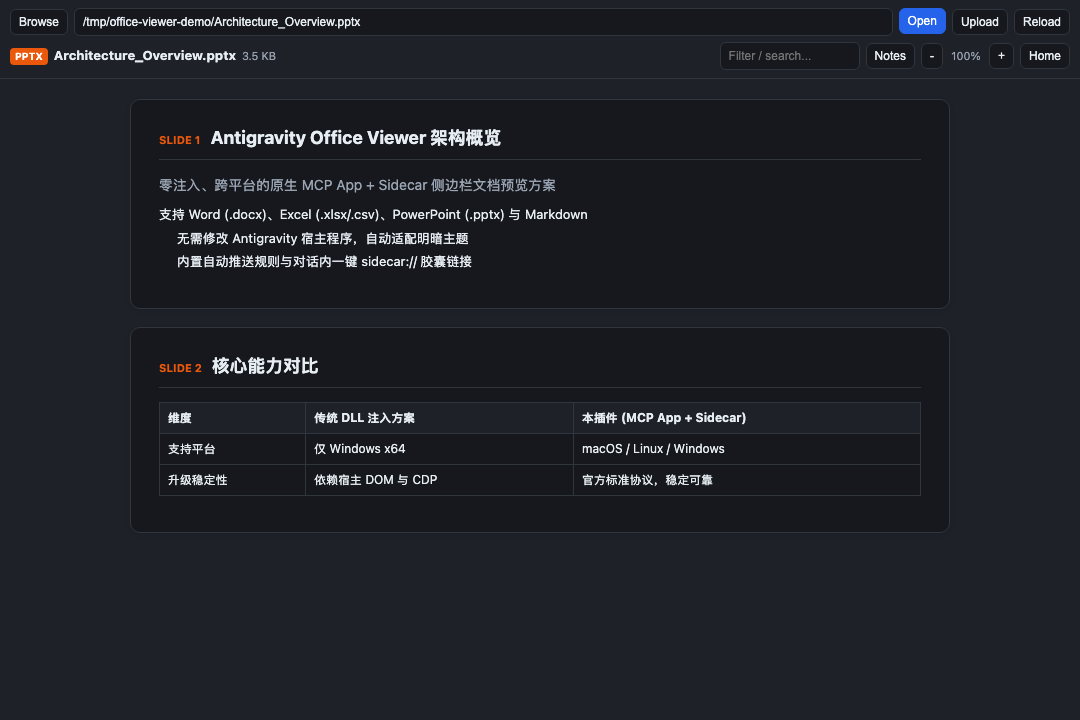 Browse /tmp/office-viewer-demo/Architecture_Overview.pptx Open Upload Reload
PPTX Architecture_Overview.pptx 3.5 KB Filter / search... Notes - 100% + Home
SLIDE 1 Antigravity Office Viewer 架构概览
零注入、跨平台的原生 MCP App + Sidecar 侧边栏文档预览方案
支持 Word (.docx)、Excel (.xlsx/.csv)、PowerPoint (.pptx) 与 Markdown
无需修改 Antigravity 宿主程序，自动适配明暗主题
内置自动推送规则与对话内一键 sidecar:// 胶囊链接
SLIDE 2 核心能力对比
维度 传统 DLL 注入方案 本插件 (MCP App + Sidecar)
支持平台 仅 Windows x64 macOS / Linux / Windows
升级稳定性 依赖宿主 DOM 与 CDP 官方标准协议，稳定可靠